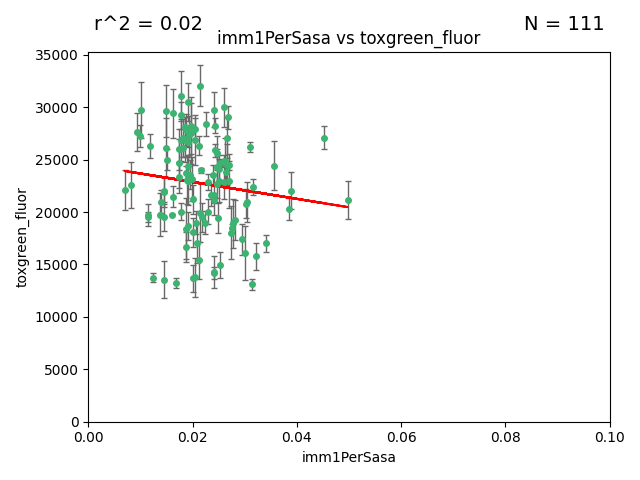 r^2 = 0.02
N = 111
imm1PerSasa vs toxgreen_fluor
35000
30000
25000
20000
15000
10000
5000
0
toxgreen_fluor
0.00
0.02
0.04
0.06
0.08
0.10
imm1PerSasa